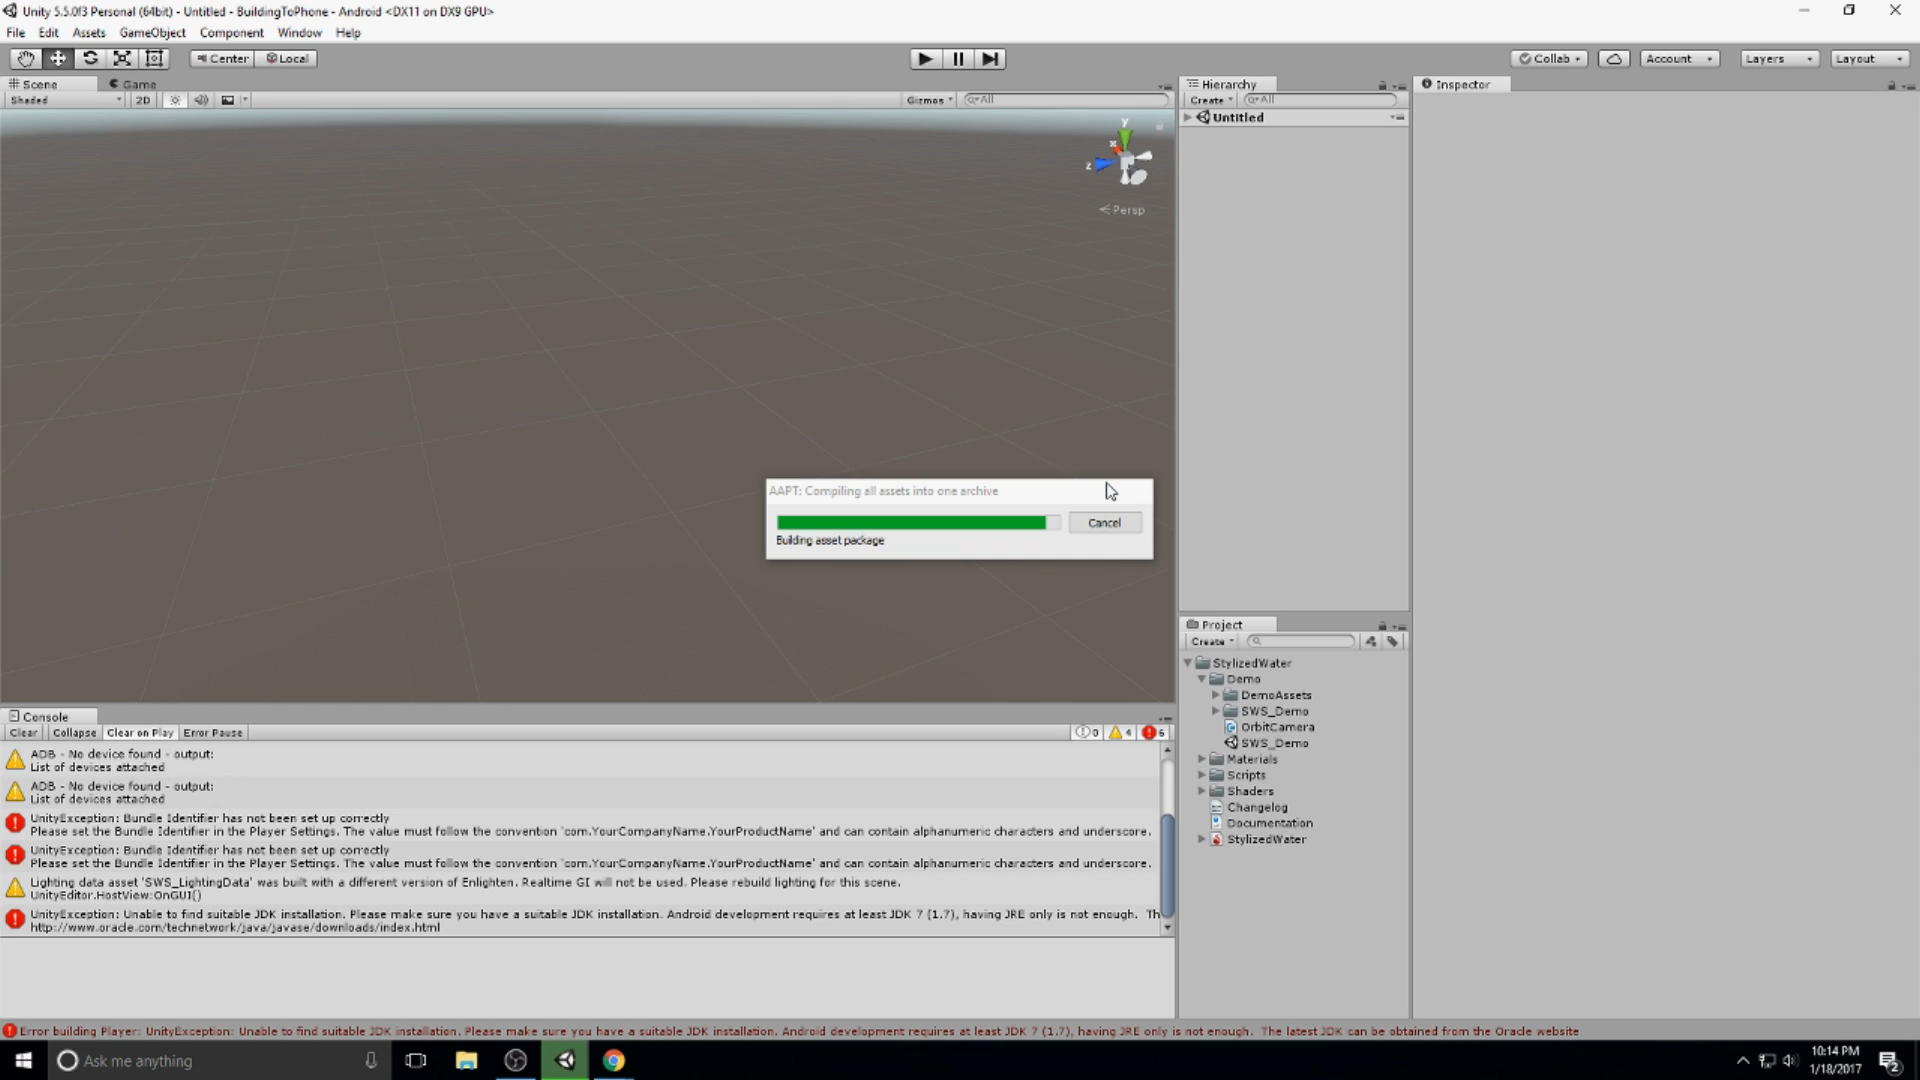 Unity 5.5.0f3 Personal (64bit) - Untitled - BuildingToPhone - Android <DX11 on DX9 GPU>
File Edit Assets GameObject Component Window Help
Center Local Collab Account Layers Layout
Scene Game
Shaded 2D Gizmos All
Hierarchy
Create All
Untitled
Inspector
y
x
z
Persp
AAPT: Compiling all assets into one archive
Cancel
Building asset package
Project
Create
StylizedWater
Demo
DemoAssets
SWS_Demo
OrbitCamera
SWS_Demo
Materials
Scripts
Shaders
Changelog
Documentation
StylizedWater
Console
Clear Collapse Clear on Play Error Pause 0 4 6
ADB - No device found - output:
List of devices attached
ADB - No device found - output:
List of devices attached
UnityException: Bundle Identifier has not been set up correctly
Please set the Bundle Identifier in the Player Settings. The value must follow the convention 'com.YourCompanyName.YourProductName' and can contain alphanumeric characters and underscore.
UnityException: Bundle Identifier has not been set up correctly
Please set the Bundle Identifier in the Player Settings. The value must follow the convention 'com.YourCompanyName.YourProductName' and can contain alphanumeric characters and underscore.
Lighting data asset 'SWS_LightingData' was built with a different version of Enlighten. Realtime GI will not be used. Please rebuild lighting for this scene.
UnityEditor.HostView:OnGUI()
UnityException: Unable to find suitable JDK installation. Please make sure you have a suitable JDK installation. Android development requires at least JDK 7 (1.7), having JRE only is not enough. Th
http://www.oracle.com/technetwork/java/javase/downloads/index.html
Error building Player: UnityException: Unable to find suitable JDK installation. Please make sure you have a suitable JDK installation. Android development requires at least JDK 7 (1.7), having JRE only is not enough. The latest JDK can be obtained from the Oracle website
Ask me anything
10:14 PM
1/18/2017
2